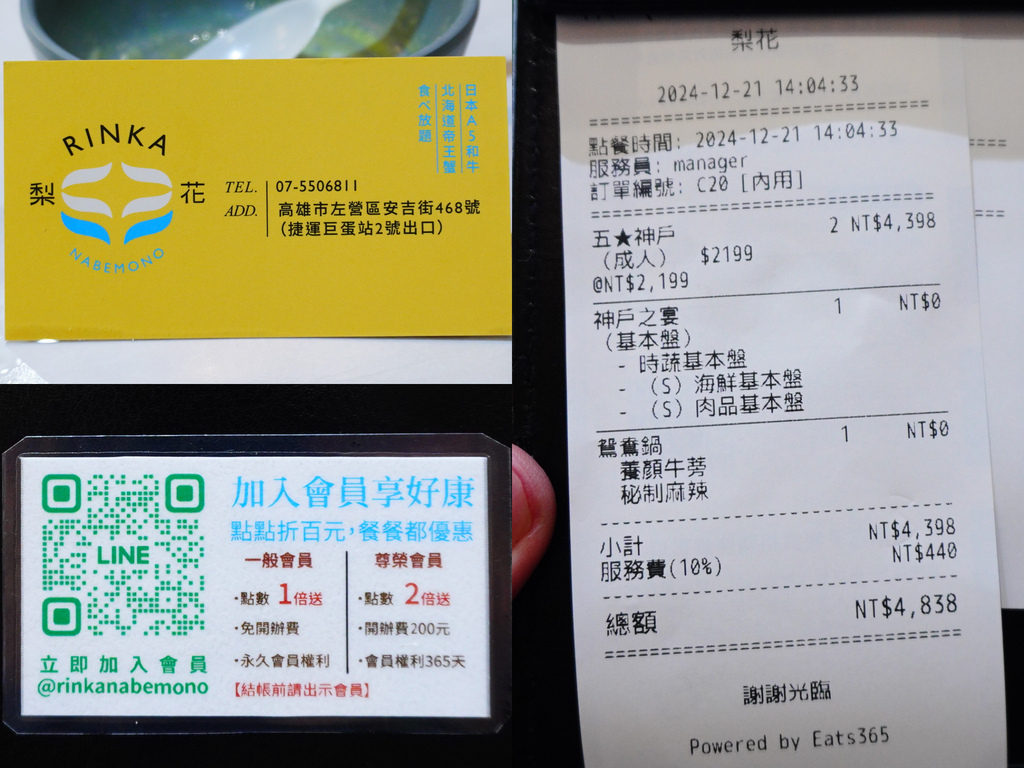 RINKA
梨 花
NABEMONO
日本A5和牛
北海道帝王蟹
食べ放題
TEL. 07-5506811
ADD. 高雄市左營區安吉街468號
（捷運巨蛋站2號出口）
LINE
立即加入會員
@rinkanabemono
加入會員享好康
點點折百元，餐餐都優惠
一般會員
·點數 1倍送
·免開辦費
·永久會員權利
尊榮會員
·點數 2倍送
·開辦費200元
·會員權利365天
【結帳前請出示會員】
梨花
2024-12-21 14:04:33
點餐時間: 2024-12-21 14:04:33
服務員: manager
訂單編號: C20 [內用]
五★神戶 2 NT$4,398
（成人） $2199
@NT$2,199
神戶之宴 1 NT$0
（基本盤）
- 時蔬基本盤
- （S）海鮮基本盤
- （S）肉品基本盤
鴛鴦鍋 1 NT$0
養顏牛蒡
秘制麻辣
小計 NT$4,398
服務費(10%) NT$440
總額 NT$4,838
謝謝光臨
Powered by Eats365